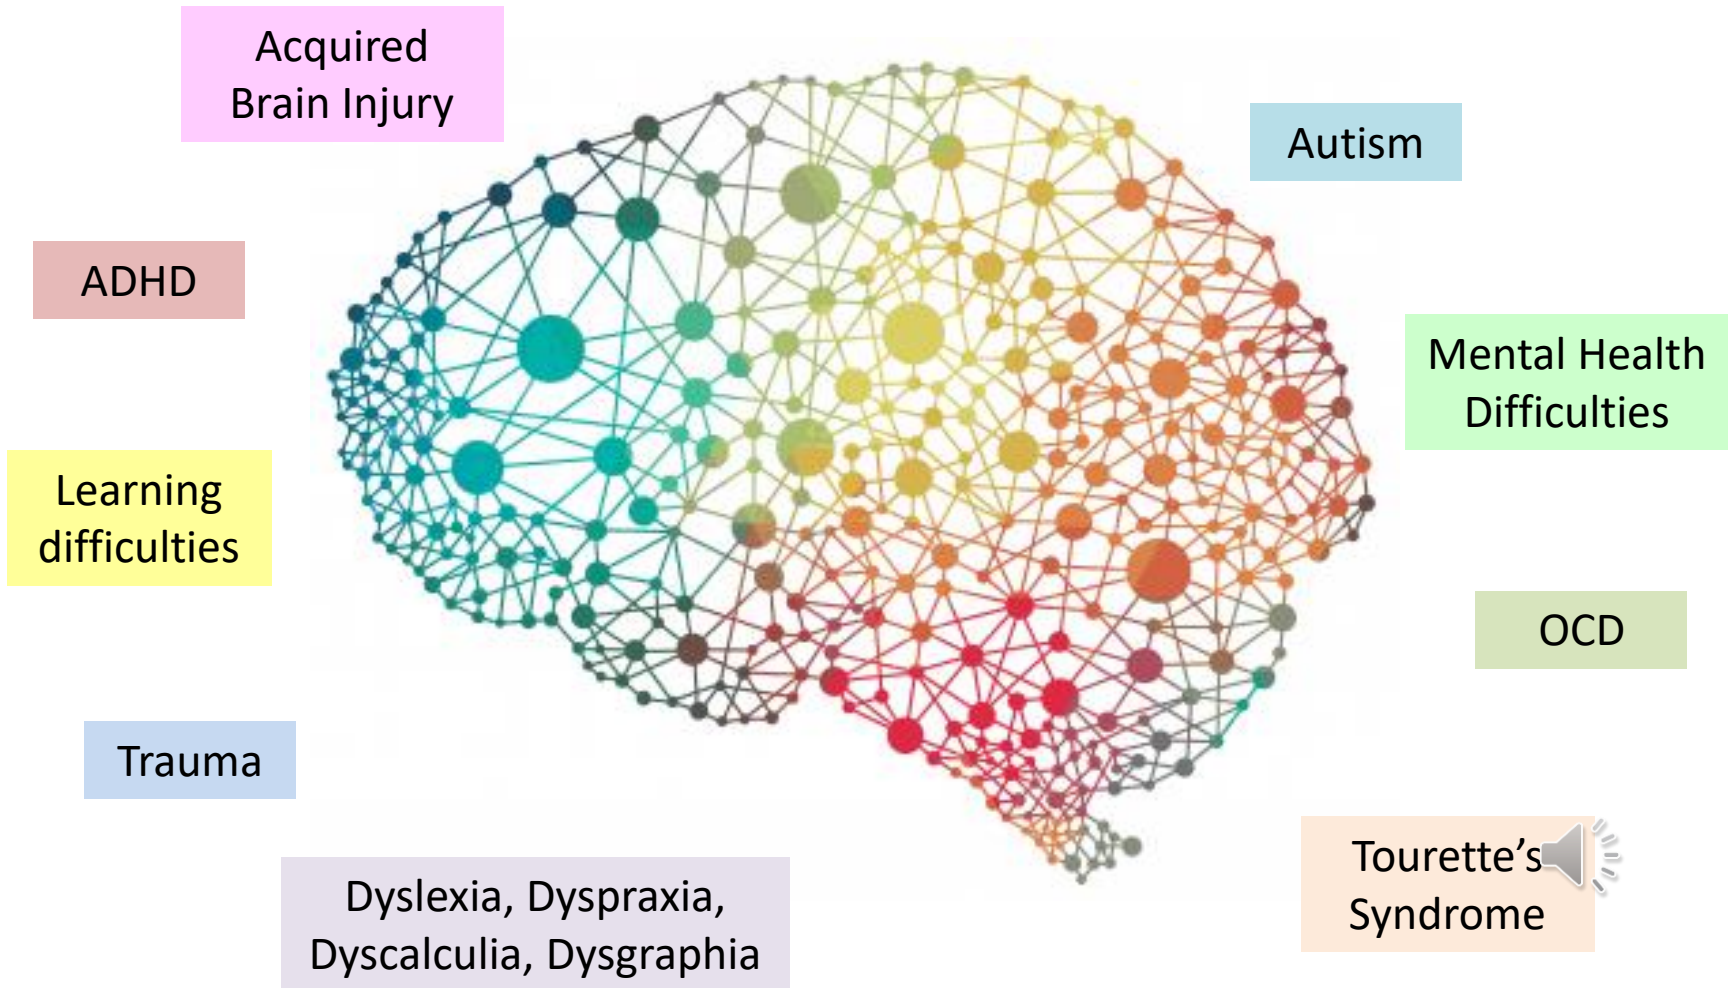 Acquired
Brain Injury
Autism
ADHD
Mental Health
Difficulties
Learning
difficulties
OCD
Trauma
Tourette’s
Syndrome
Dyslexia, Dyspraxia,
Dyscalculia, Dysgraphia